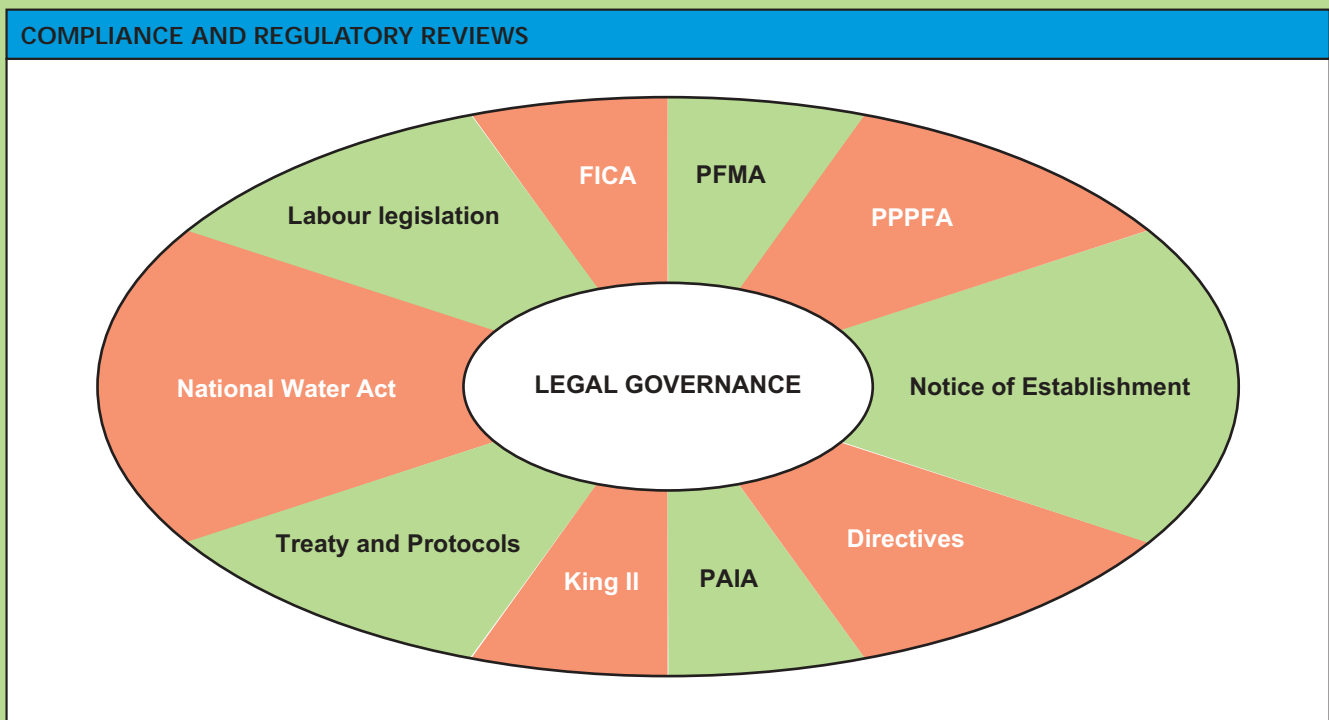 COMPLIANCE AND REGULATORY REVIEWS
FICA
PFMA
Labour legislation
PPPFA
National Water Act
LEGAL GOVERNANCE
Notice of Establishment
Treaty and Protocols
King II
PAIA
Directives